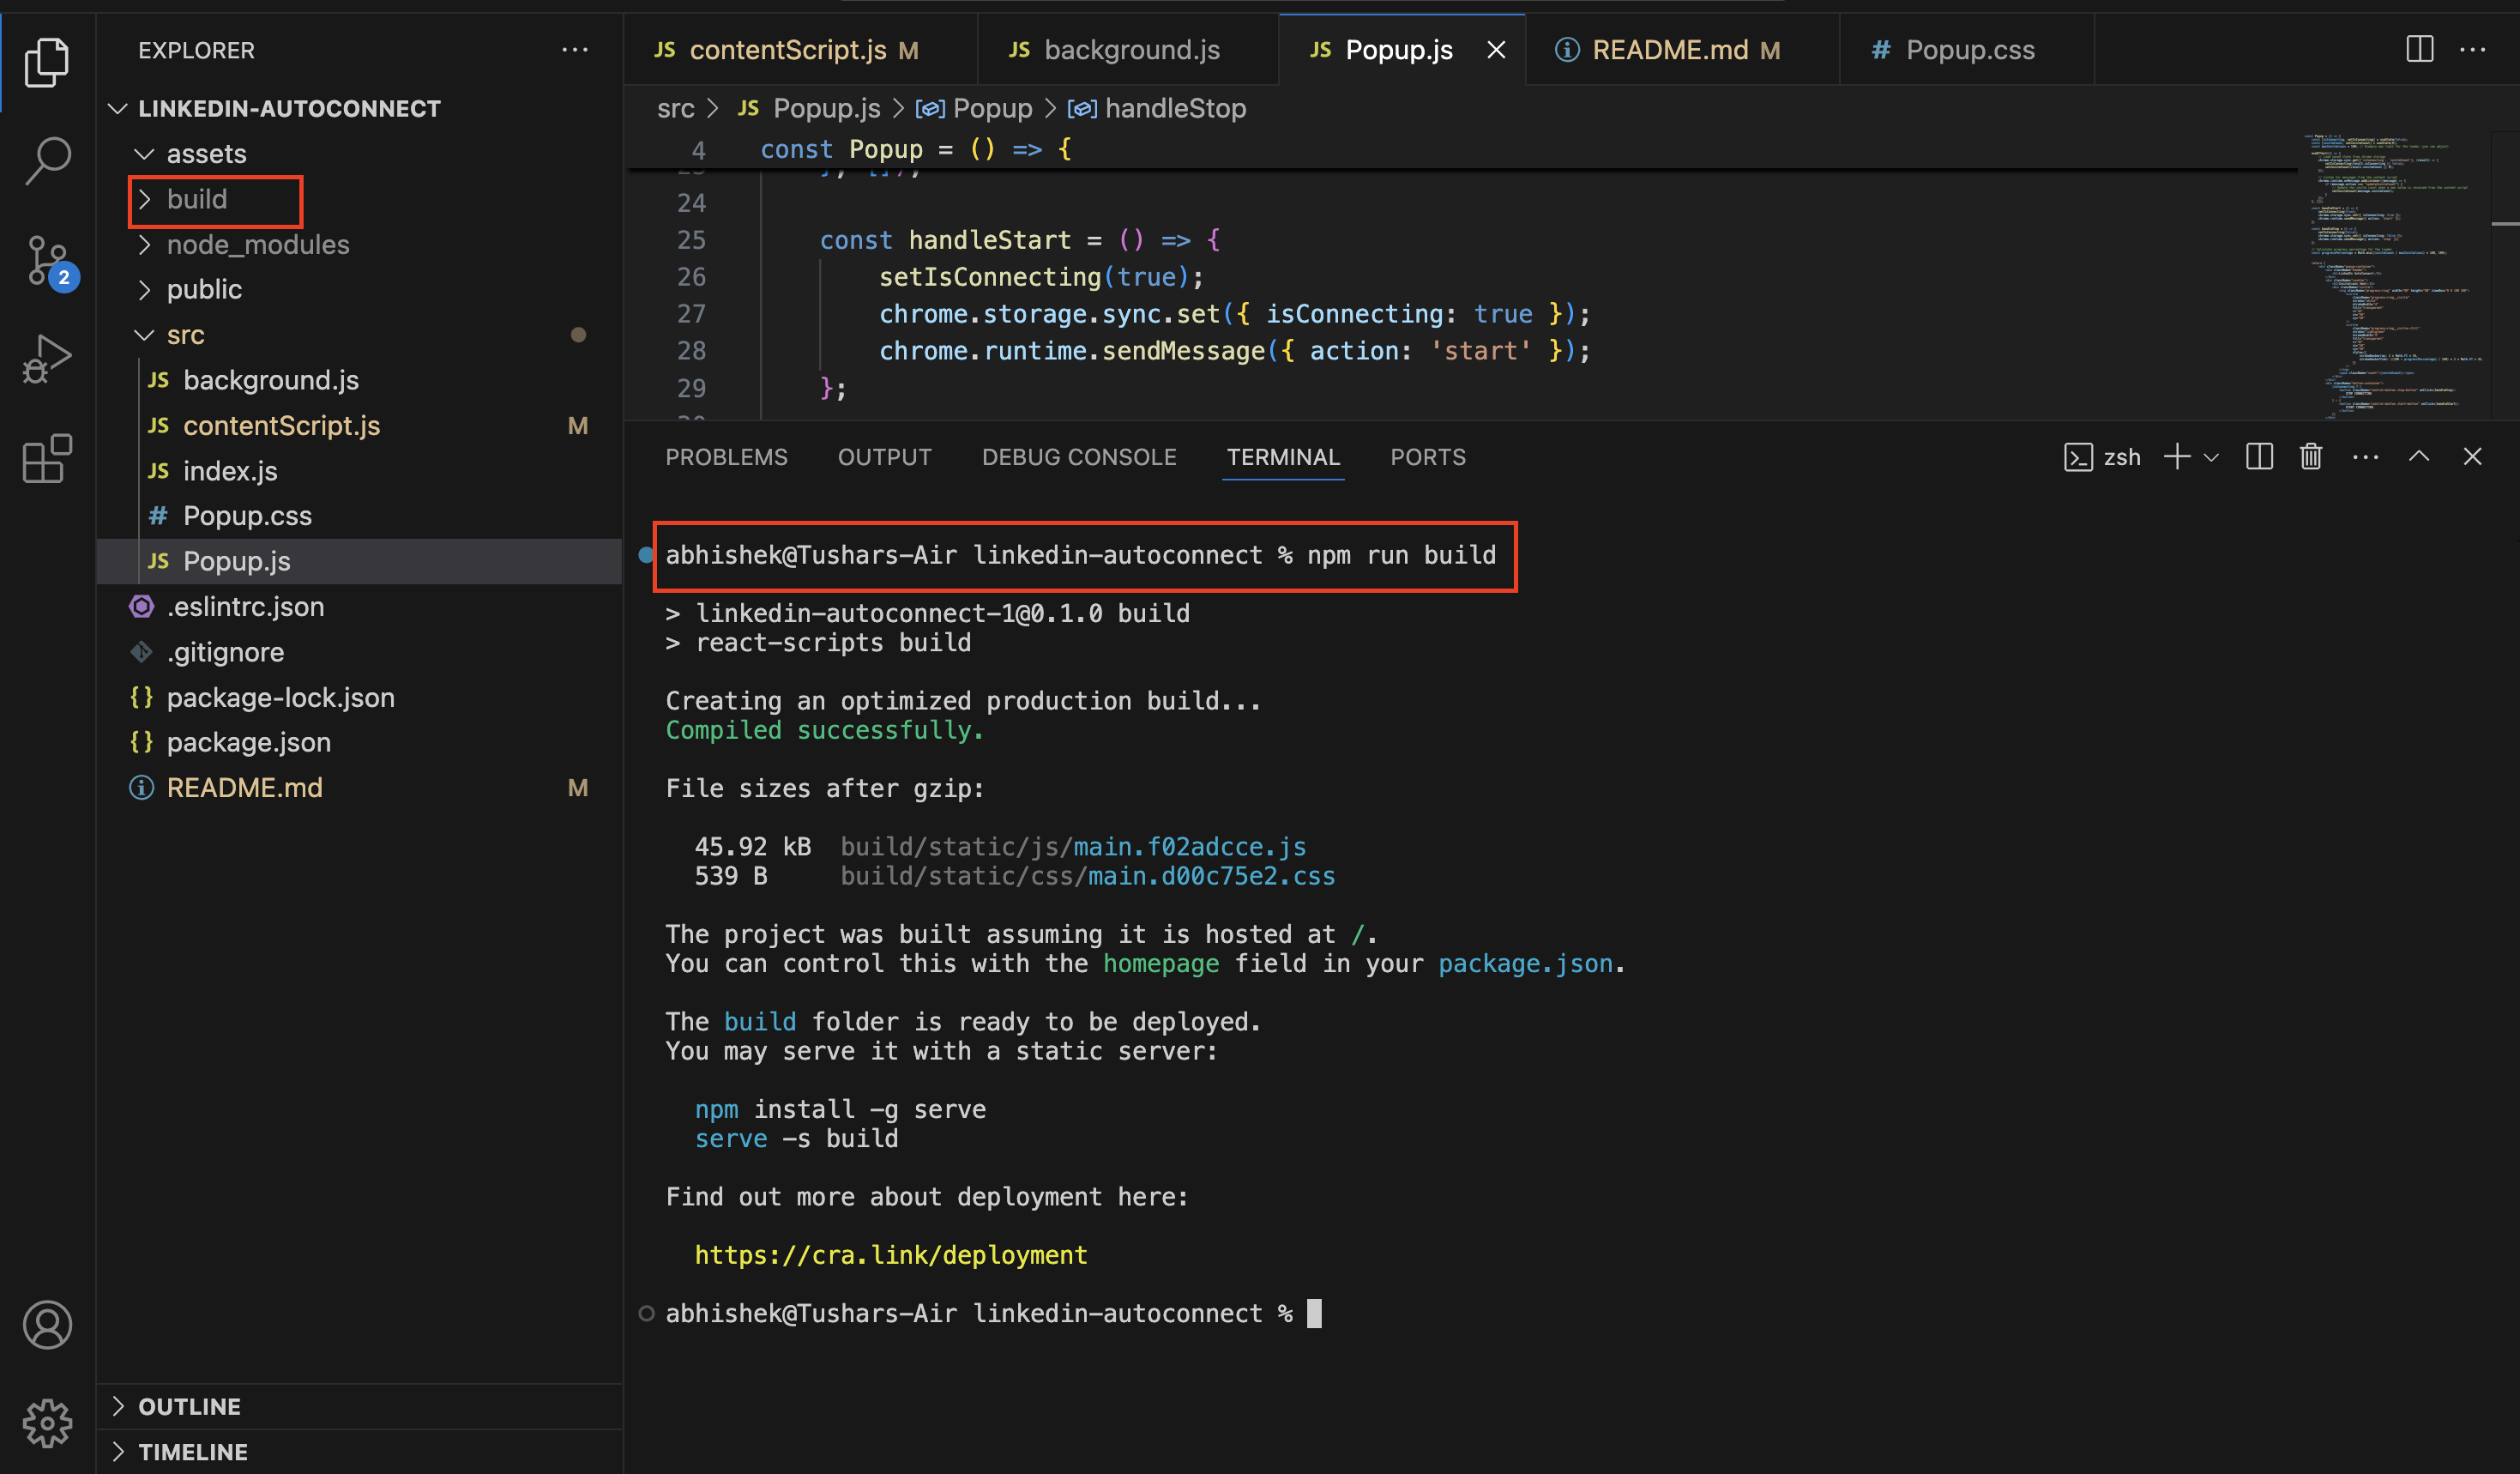 EXPLORER
LINKEDIN-AUTOCONNECT
assets
build
node_modules
public
src
JS background.js
JS contentScript.js M
JS index.js
# Popup.css
JS Popup.js
.eslintrc.json
.gitignore
{} package-lock.json
{} package.json
README.md M
OUTLINE
TIMELINE
2
JS contentScript.js M
JS background.js
JS Popup.js
README.md M
# Popup.css
src > JS Popup.js > Popup > handleStop
4 const Popup = () => {
24
25 const handleStart = () => {
26 setIsConnecting(true);
27 chrome.storage.sync.set({ isConnecting: true });
28 chrome.runtime.sendMessage({ action: 'start' });
29 };
PROBLEMS OUTPUT DEBUG CONSOLE TERMINAL PORTS
zsh
abhishek@Tushars-Air linkedin-autoconnect % npm run build
> linkedin-autoconnect-1@0.1.0 build
> react-scripts build
Creating an optimized production build...
Compiled successfully.
File sizes after gzip:
45.92 kB build/static/js/main.f02adcce.js
539 B build/static/css/main.d00c75e2.css
The project was built assuming it is hosted at /.
You can control this with the homepage field in your package.json.
The build folder is ready to be deployed.
You may serve it with a static server:
npm install -g serve
serve -s build
Find out more about deployment here:
https://cra.link/deployment
abhishek@Tushars-Air linkedin-autoconnect %